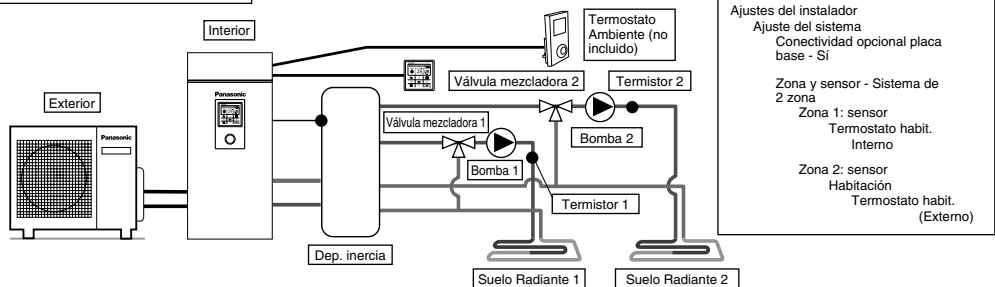 Interior
Termostato
Ambiente (no
incluido)
Exterior
Panasonic
Panasonic
Válvula mezcladora 2
Termistor 2
Válvula mezcladora 1
Bomba 2
Bomba 1
Termistor 1
Dep. inercia
Suelo Radiante 1
Suelo Radiante 2
Ajustes del instalador
Ajuste del sistema
Conectividad opcional placa
base - Sí
Zona y sensor - Sistema de
2 zona
Zona 1: sensor
Termostato habit.
Interno
Zona 2: sensor
Habitación
Termostato habit.
(Externo)